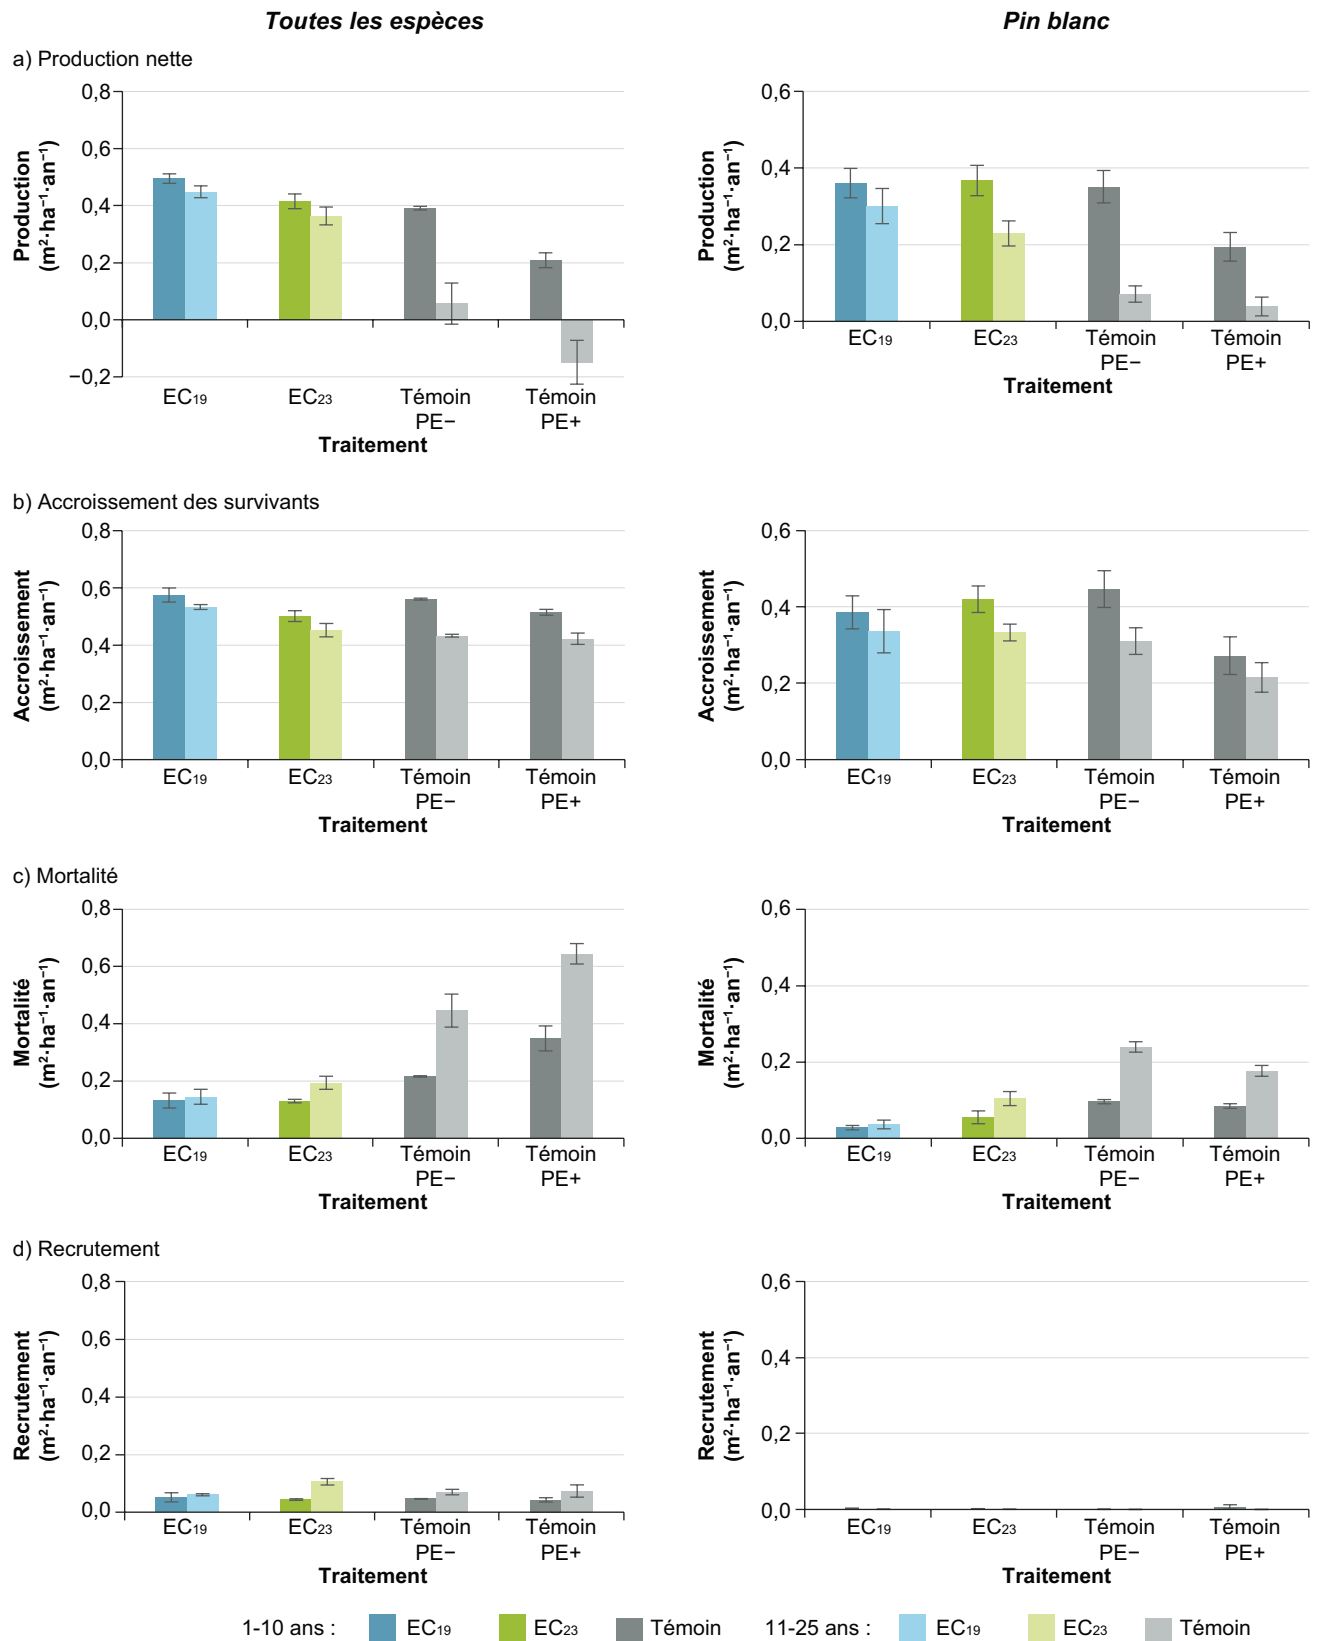 Toutes les espèces
Pin blanc
a) Production nette
Production
(m²·ha⁻¹·an⁻¹)
0,8
0,6
0,4
0,2
0,0
−0,2
EC₁₉ EC₂₃ Témoin Témoin
PE− PE+
Traitement
Production
(m²·ha⁻¹·an⁻¹)
0,6
0,4
0,2
0,0
EC₁₉ EC₂₃ Témoin Témoin
PE− PE+
Traitement
b) Accroissement des survivants
Accroissement
(m²·ha⁻¹·an⁻¹)
0,8
0,6
0,4
0,2
0,0
EC₁₉ EC₂₃ Témoin Témoin
PE− PE+
Traitement
Accroissement
(m²·ha⁻¹·an⁻¹)
0,6
0,4
0,2
0,0
EC₁₉ EC₂₃ Témoin Témoin
PE− PE+
Traitement
c) Mortalité
Mortalité
(m²·ha⁻¹·an⁻¹)
0,8
0,6
0,4
0,2
0,0
EC₁₉ EC₂₃ Témoin Témoin
PE− PE+
Traitement
Mortalité
(m²·ha⁻¹·an⁻¹)
0,6
0,4
0,2
0,0
EC₁₉ EC₂₃ Témoin Témoin
PE− PE+
Traitement
d) Recrutement
Recrutement
(m²·ha⁻¹·an⁻¹)
0,8
0,6
0,4
0,2
0,0
EC₁₉ EC₂₃ Témoin Témoin
PE− PE+
Traitement
Recrutement
(m²·ha⁻¹·an⁻¹)
0,6
0,4
0,2
0,0
EC₁₉ EC₂₃ Témoin Témoin
PE− PE+
Traitement
1-10 ans : EC₁₉ EC₂₃ Témoin 11-25 ans : EC₁₉ EC₂₃ Témoin